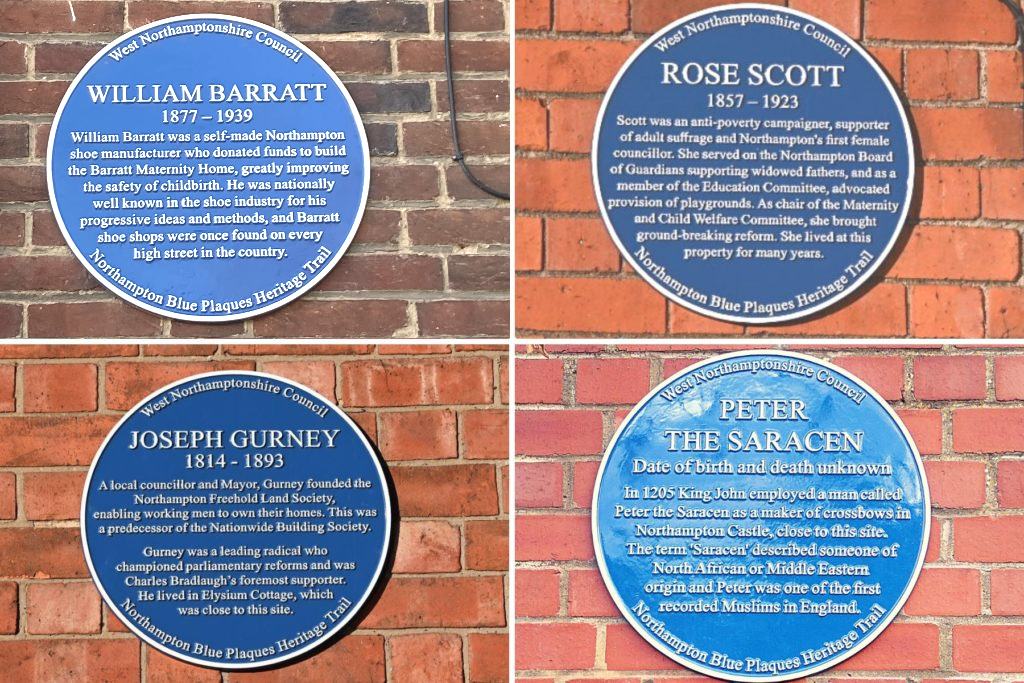 West Northamptonshire Council
WILLIAM BARRATT
1877 – 1939
William Barratt was a self-made Northampton
shoe manufacturer who donated funds to build
the Barratt Maternity Home, greatly improving
the safety of childbirth. He was nationally
well known in the shoe industry for his
progressive ideas and methods, and Barratt
shoe shops were once found on every
high street in the country.
Northampton Blue Plaques Heritage Trail
West Northamptonshire Council
ROSE SCOTT
1857 – 1923
Scott was an anti-poverty campaigner, supporter
of adult suffrage and Northampton's first female
councillor. She served on the Northampton Board
of Guardians supporting widowed fathers, and as a
member of the Education Committee, advocated
provision of playgrounds. As chair of the Maternity
and Child Welfare Committee, she brought
ground-breaking reform. She lived at this
property for many years.
Northampton Blue Plaques Heritage Trail
West Northamptonshire Council
JOSEPH GURNEY
1814 - 1893
A local councillor and Mayor, Gurney founded the
Northampton Freehold Land Society,
enabling working men to own their homes. This was
a predecessor of the Nationwide Building Society.
Gurney was a leading radical who
championed parliamentary reforms and was
Charles Bradlaugh's foremost supporter.
He lived in Elysium Cottage, which
was close to this site.
Northampton Blue Plaques Heritage Trail
West Northamptonshire Council
PETER
THE SARACEN
Date of birth and death unknown
In 1205 King John employed a man called
Peter the Saracen as a maker of crossbows in
Northampton Castle, close to this site.
The term 'Saracen' described someone of
North African or Middle Eastern
origin and Peter was one of the first
recorded Muslims in England.
Northampton Blue Plaques Heritage Trail